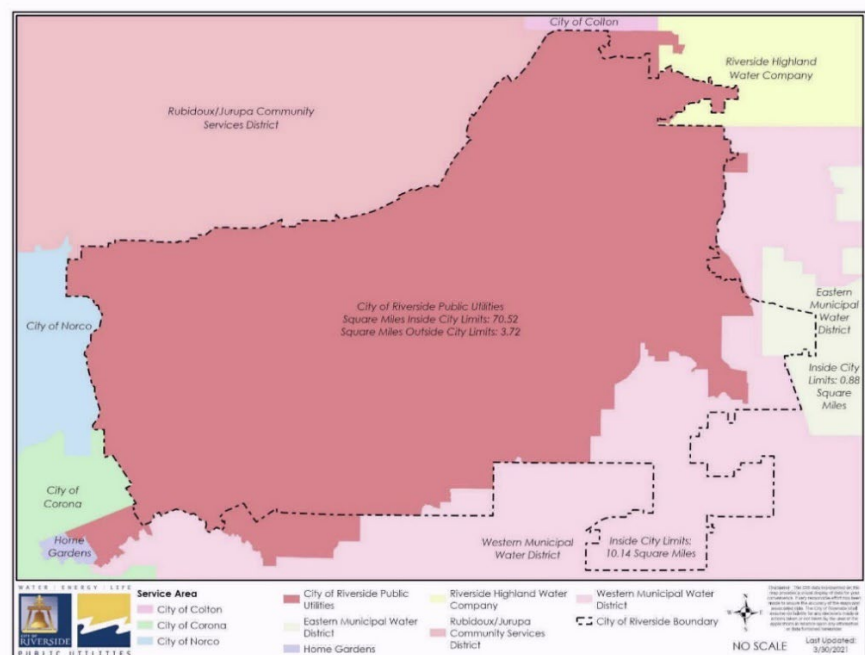 City of Colton
Riverside Highland
Water Company
Rubidoux/Jurupa Community
Services District
City of Riverside Public Utilities
Square Miles Inside City Limits: 70.52
Square Miles Outside City Limits: 3.72
City of Norco
Eastern
Municipal
Water
District
Inside City
Limits: 0.88
Square
Miles
City of
Corona
Home
Gardens
Western Municipal
Water District
Inside City Limits:
10.14 Square Miles
WATER | ENERGY | LIFE
CITY OF
RIVERSIDE
PUBLIC UTILITIES
Service Area
City of Colton
City of Corona
City of Norco
City of Riverside Public
Utilities
Eastern Municipal Water
District
Home Gardens
Riverside Highland Water
Company
Rubidoux/Jurupa
Community Services
District
Western Municipal Water
District
City of Riverside Boundary
N
W
E
S
NO SCALE
Last Updated:
3/30/2021